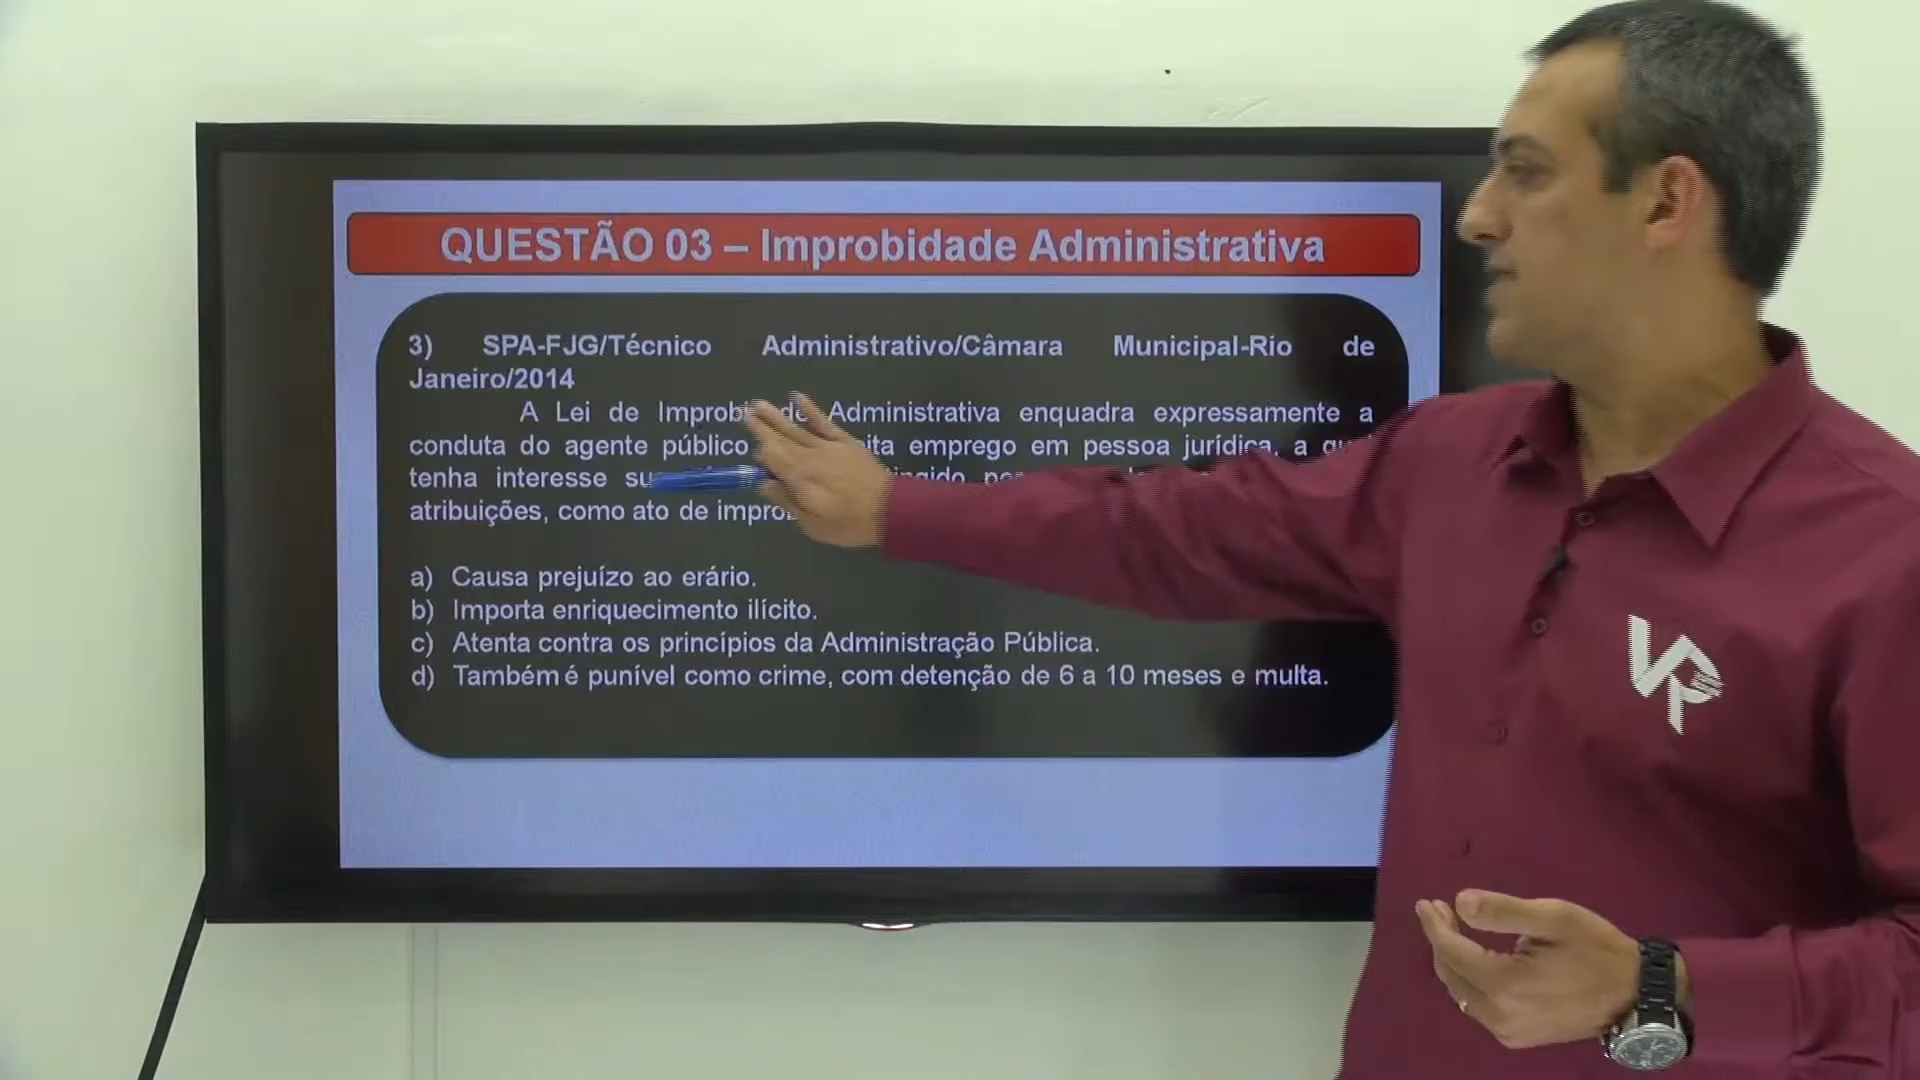 QUESTÃO 03 – Improbidade Administrativa
3) SPA-FJG/Técnico Administrativo/Câmara Municipal-Rio de
Janeiro/2014
A Lei de Administrativa enquadra expressamente a
conduta do agente público emprego em pessoa jurídica, a
tenha interesse
atribuições, como ato de
a) Causa prejuízo ao erário.
b) Importa enriquecimento ilícito.
c) Atenta contra os princípios da Administração Pública.
d) Também é punível como crime, com detenção de 6 a 10 meses e multa.
VR